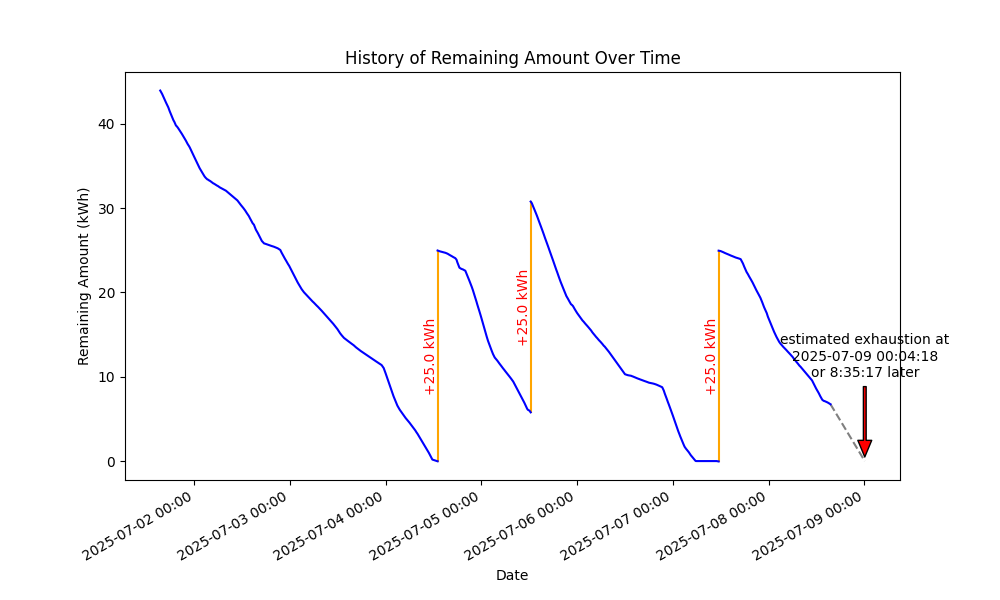 History of Remaining Amount Over Time
Remaining Amount (kWh)
40
30
20
10
0
+25.0 kWh
+25.0 kWh
+25.0 kWh
estimated exhaustion at
2025-07-09 00:04:18
or 8:35:17 later
2025-07-02 00:00
2025-07-03 00:00
2025-07-04 00:00
2025-07-05 00:00
2025-07-06 00:00
2025-07-07 00:00
2025-07-08 00:00
2025-07-09 00:00
Date